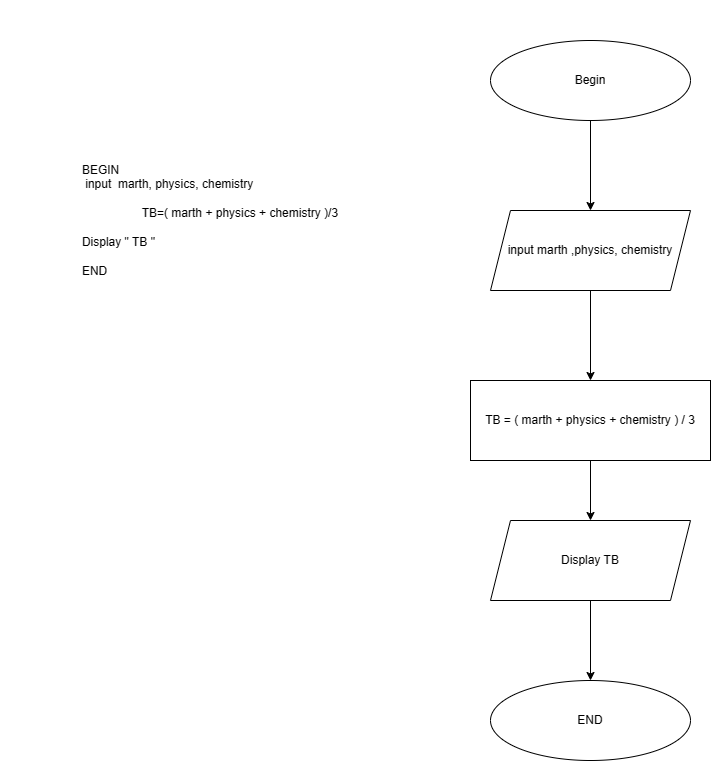 BEGIN
input  marth, physics, chemistry
TB=( marth + physics + chemistry )/3
Display " TB "
END
Begin
input marth ,physics, chemistry
TB = ( marth + physics + chemistry ) / 3
Display TB
END